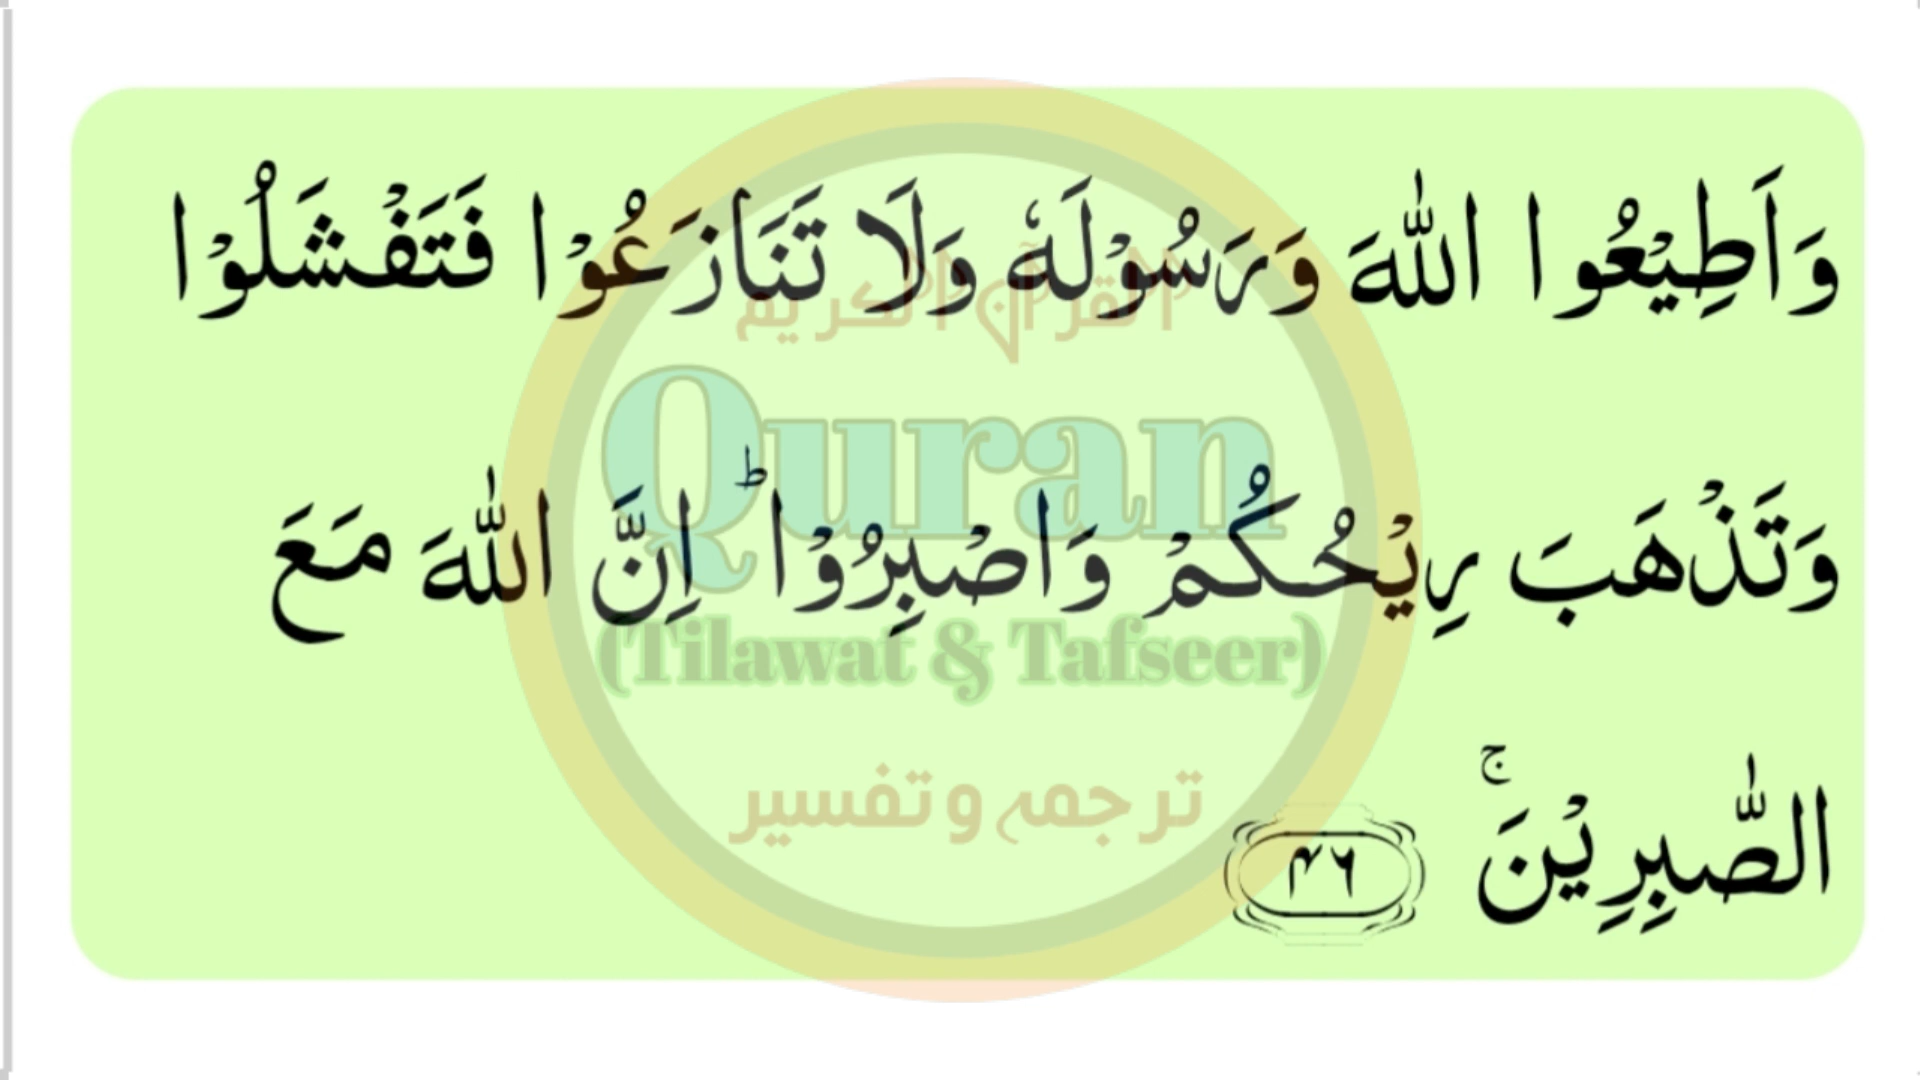 وَاَطِيْعُوا اللّٰهَ وَرَسُوْلَهٗ وَلَا تَنَازَعُوْا فَتَفْشَلُوْا
القرآن الكريم
Quran
وَتَذْهَبَ رِيْحُكُمْ وَاصْبِرُوْا ؕ اِنَّ اللّٰهَ مَعَ
(Tilawat & Tafseer)
ترجمہ و تفسیر
الصّٰبِرِيْنَ ۚ ۴۶